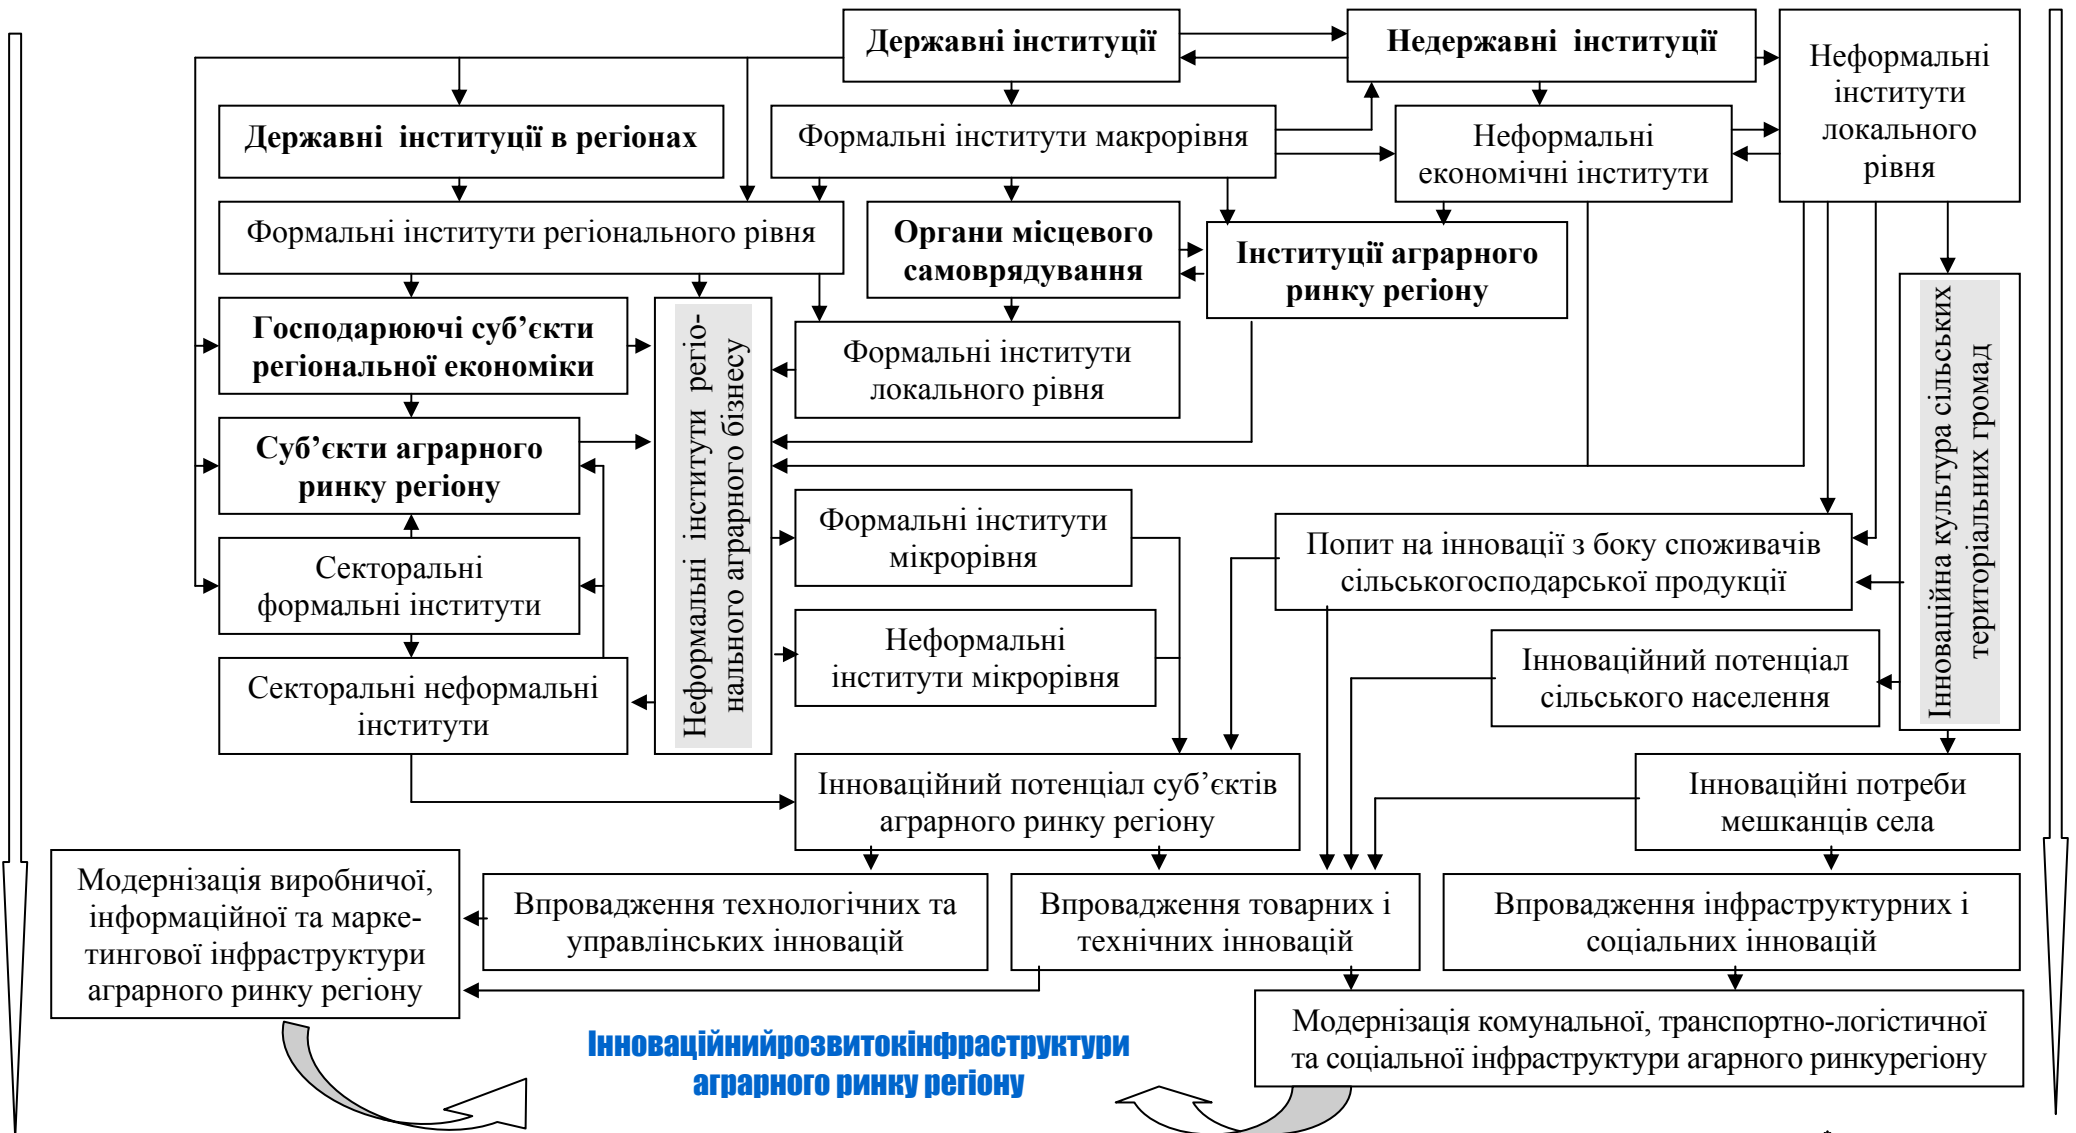 Державні інституції
Недержавні інституції
Неформальні
інститути
локального
рівня
Державні інституції в регіонах
Формальні інститути макрорівня
Неформальні
економічні інститути
Формальні інститути регіонального рівня
Органи місцевого
самоврядування
Інституції аграрного
ринку регіону
Господарюючі суб’єкти
регіональної економіки
Неформальні інститути регіо-
нального аграрного бізнесу
Формальні інститути
локального рівня
Інноваційна культура сільських
територіальних громад
Суб’єкти аграрного
ринку регіону
Формальні інститути
мікрорівня
Попит на інновації з боку споживачів
сільськогосподарської продукції
Секторальні
формальні інститути
Неформальні
інститути мікрорівня
Інноваційний потенціал
сільського населення
Секторальні неформальні
інститути
Інноваційний потенціал суб’єктів
аграрного ринку регіону
Інноваційні потреби
мешканців села
Модернізація виробничої,
інформаційної та марке-
тингової інфраструктури
аграрного ринку регіону
Впровадження технологічних та
управлінських інновацій
Впровадження товарних і
технічних інновацій
Впровадження інфраструктурних і
соціальних інновацій
Модернізація комунальної, транспортно-логістичної
та соціальної інфраструктури агарного ринкурегіону
Інноваційнийрозвитокінфраструктури
аграрного ринку регіону